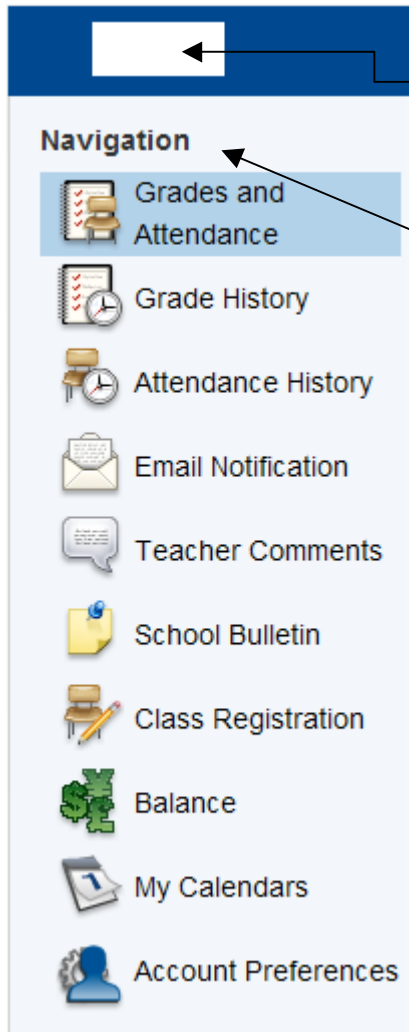 Navigation
Grades and
Attendance
Grade History
Attendance History
Email Notification
Teacher Comments
School Bulletin
Class Registration
Balance
My Calendars
Account Preferences